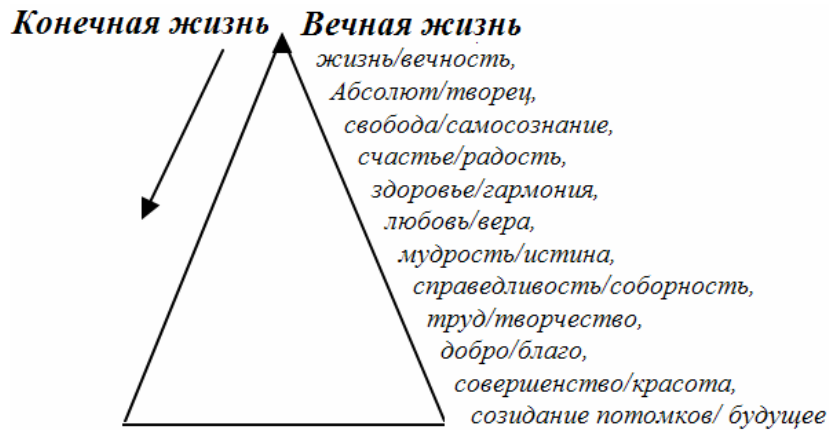 Конечная жизнь Вечная жизнь
жизнь/вечность,
Абсолют/творец,
свобода/самосознание,
счастье/радость,
здоровье/гармония,
любовь/вера,
мудрость/истина,
справедливость/соборность,
труд/творчество,
добро/благо,
совершенство/красота,
созидание потомков/ будущее